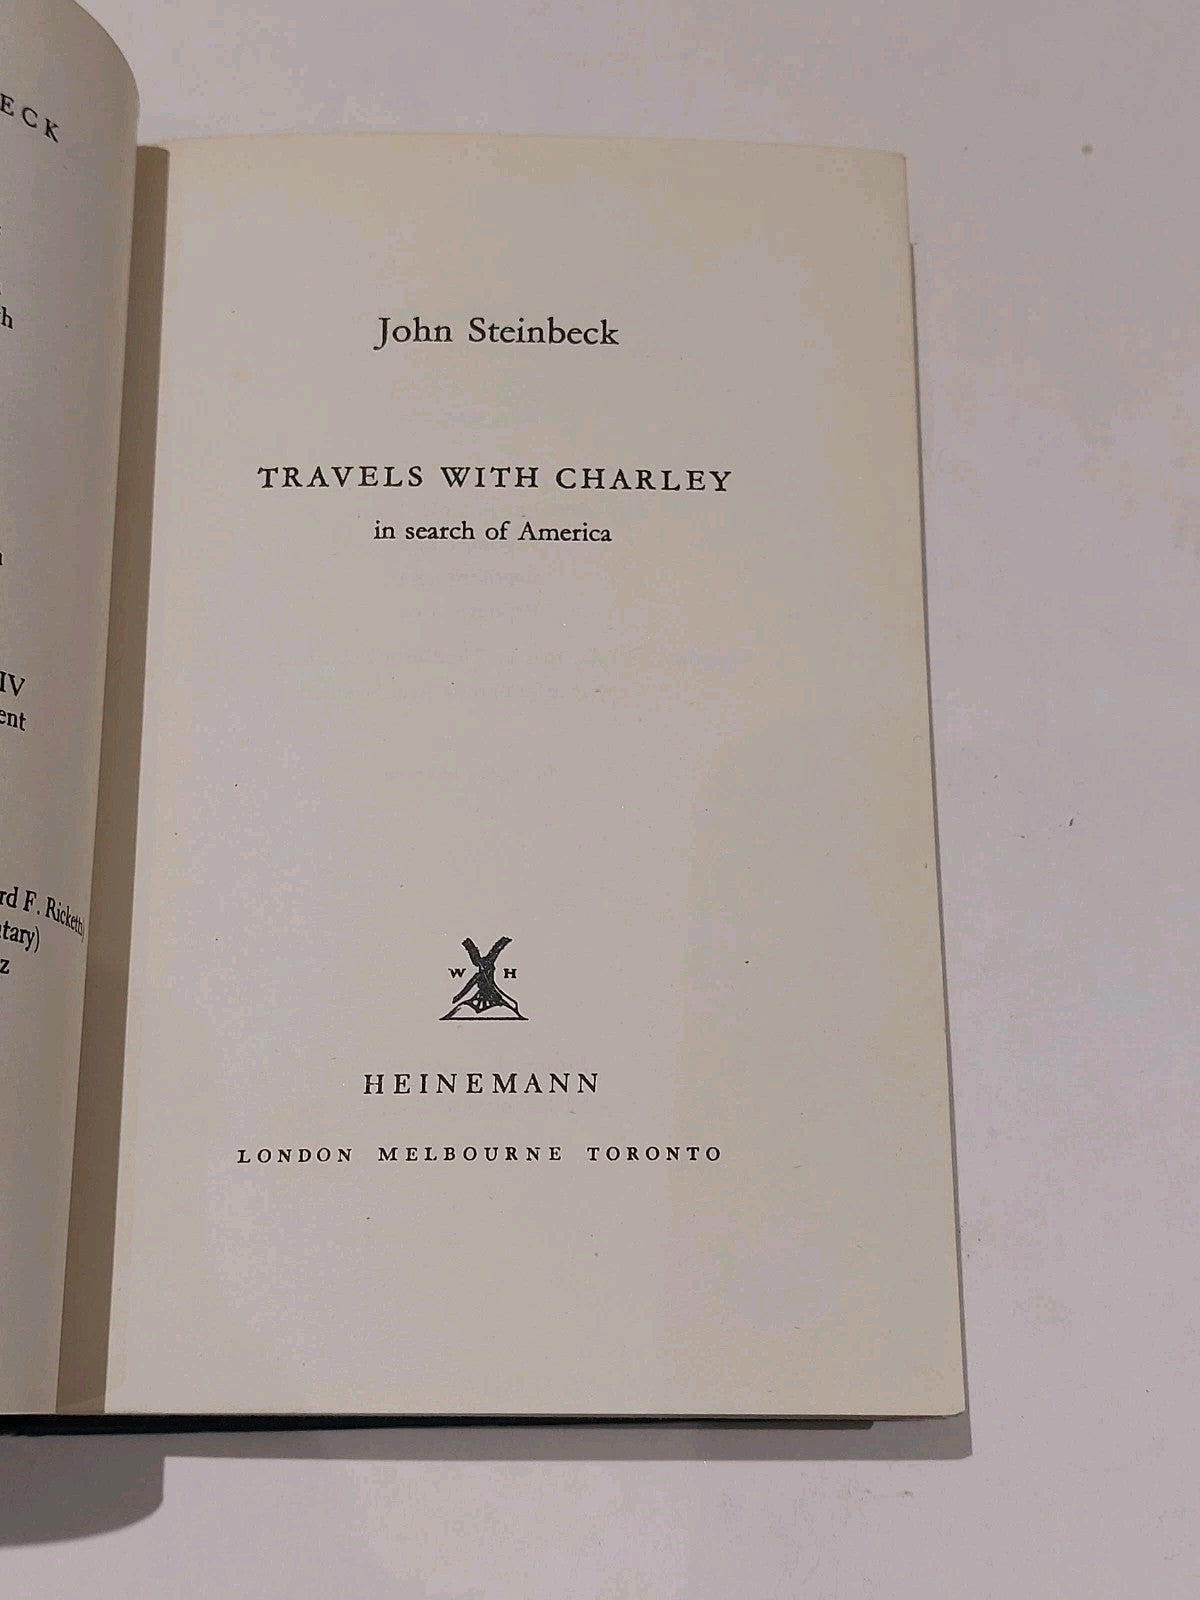 ECK
h
IV
ent
rd F. Ricketts)
tary)
z
John Steinbeck
TRAVELS WITH CHARLEY
in search of America
W H
HEINEMANN
LONDON MELBOURNE TORONTO